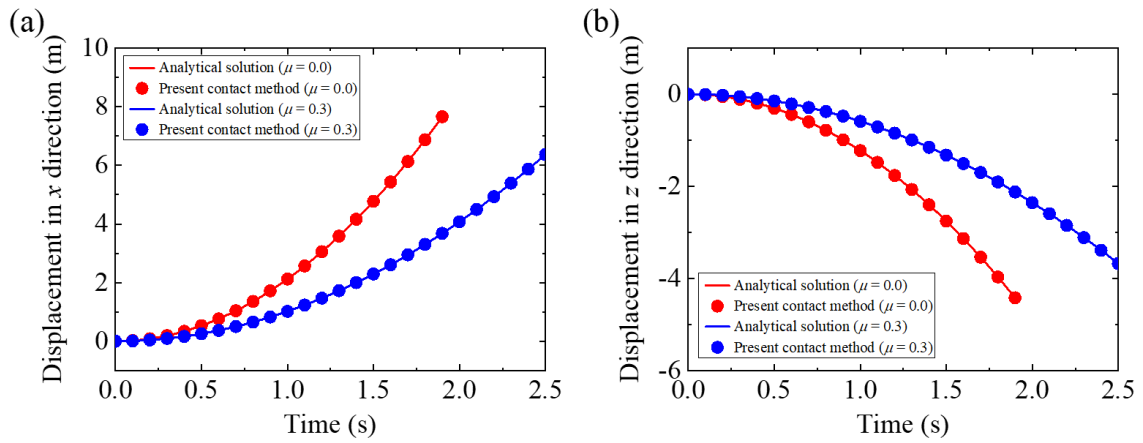 (a)
Displacement in x direction (m)
10
8
6
4
2
0
Analytical solution (μ = 0.0)
Present contact method (μ = 0.0)
Analytical solution (μ = 0.3)
Present contact method (μ = 0.3)
0.0 0.5 1.0 1.5 2.0 2.5
Time (s)
(b)
Displacement in z direction (m)
0
-2
-4
-6
Analytical solution (μ = 0.0)
Present contact method (μ = 0.0)
Analytical solution (μ = 0.3)
Present contact method (μ = 0.3)
0.0 0.5 1.0 1.5 2.0 2.5
Time (s)